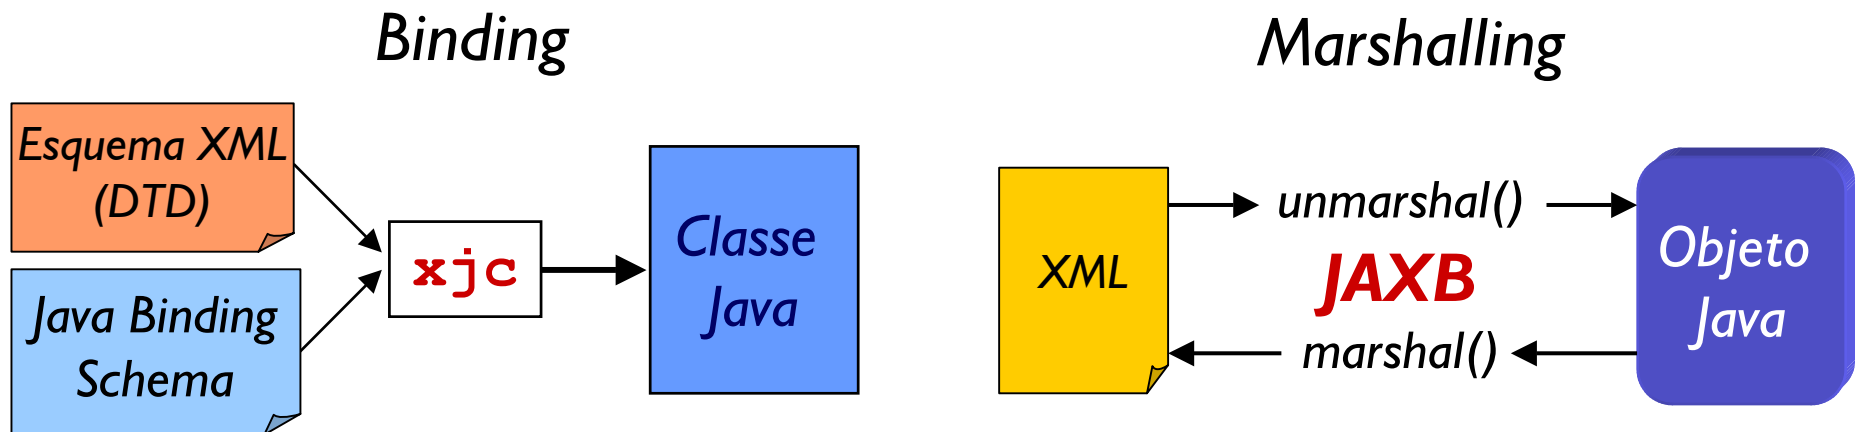 Binding
Esquema XML
(DTD)
Java Binding
Schema
xjc
Classe
Java
Marshalling
XML
unmarshal()
JAXB
marshal()
Objeto
Java